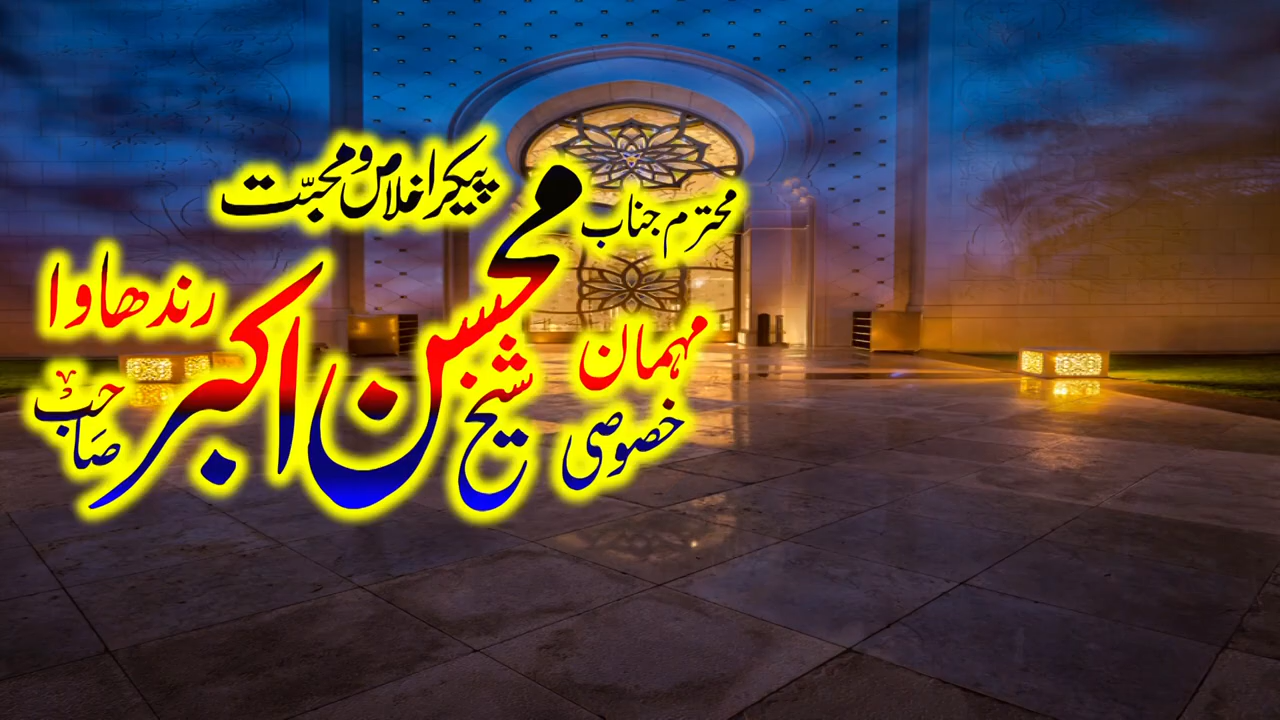 پیکر اخلاص و محبّت
محترم جناب
مہمان خصوصی
شیخ محسن اکبر رندھاوا صاحب